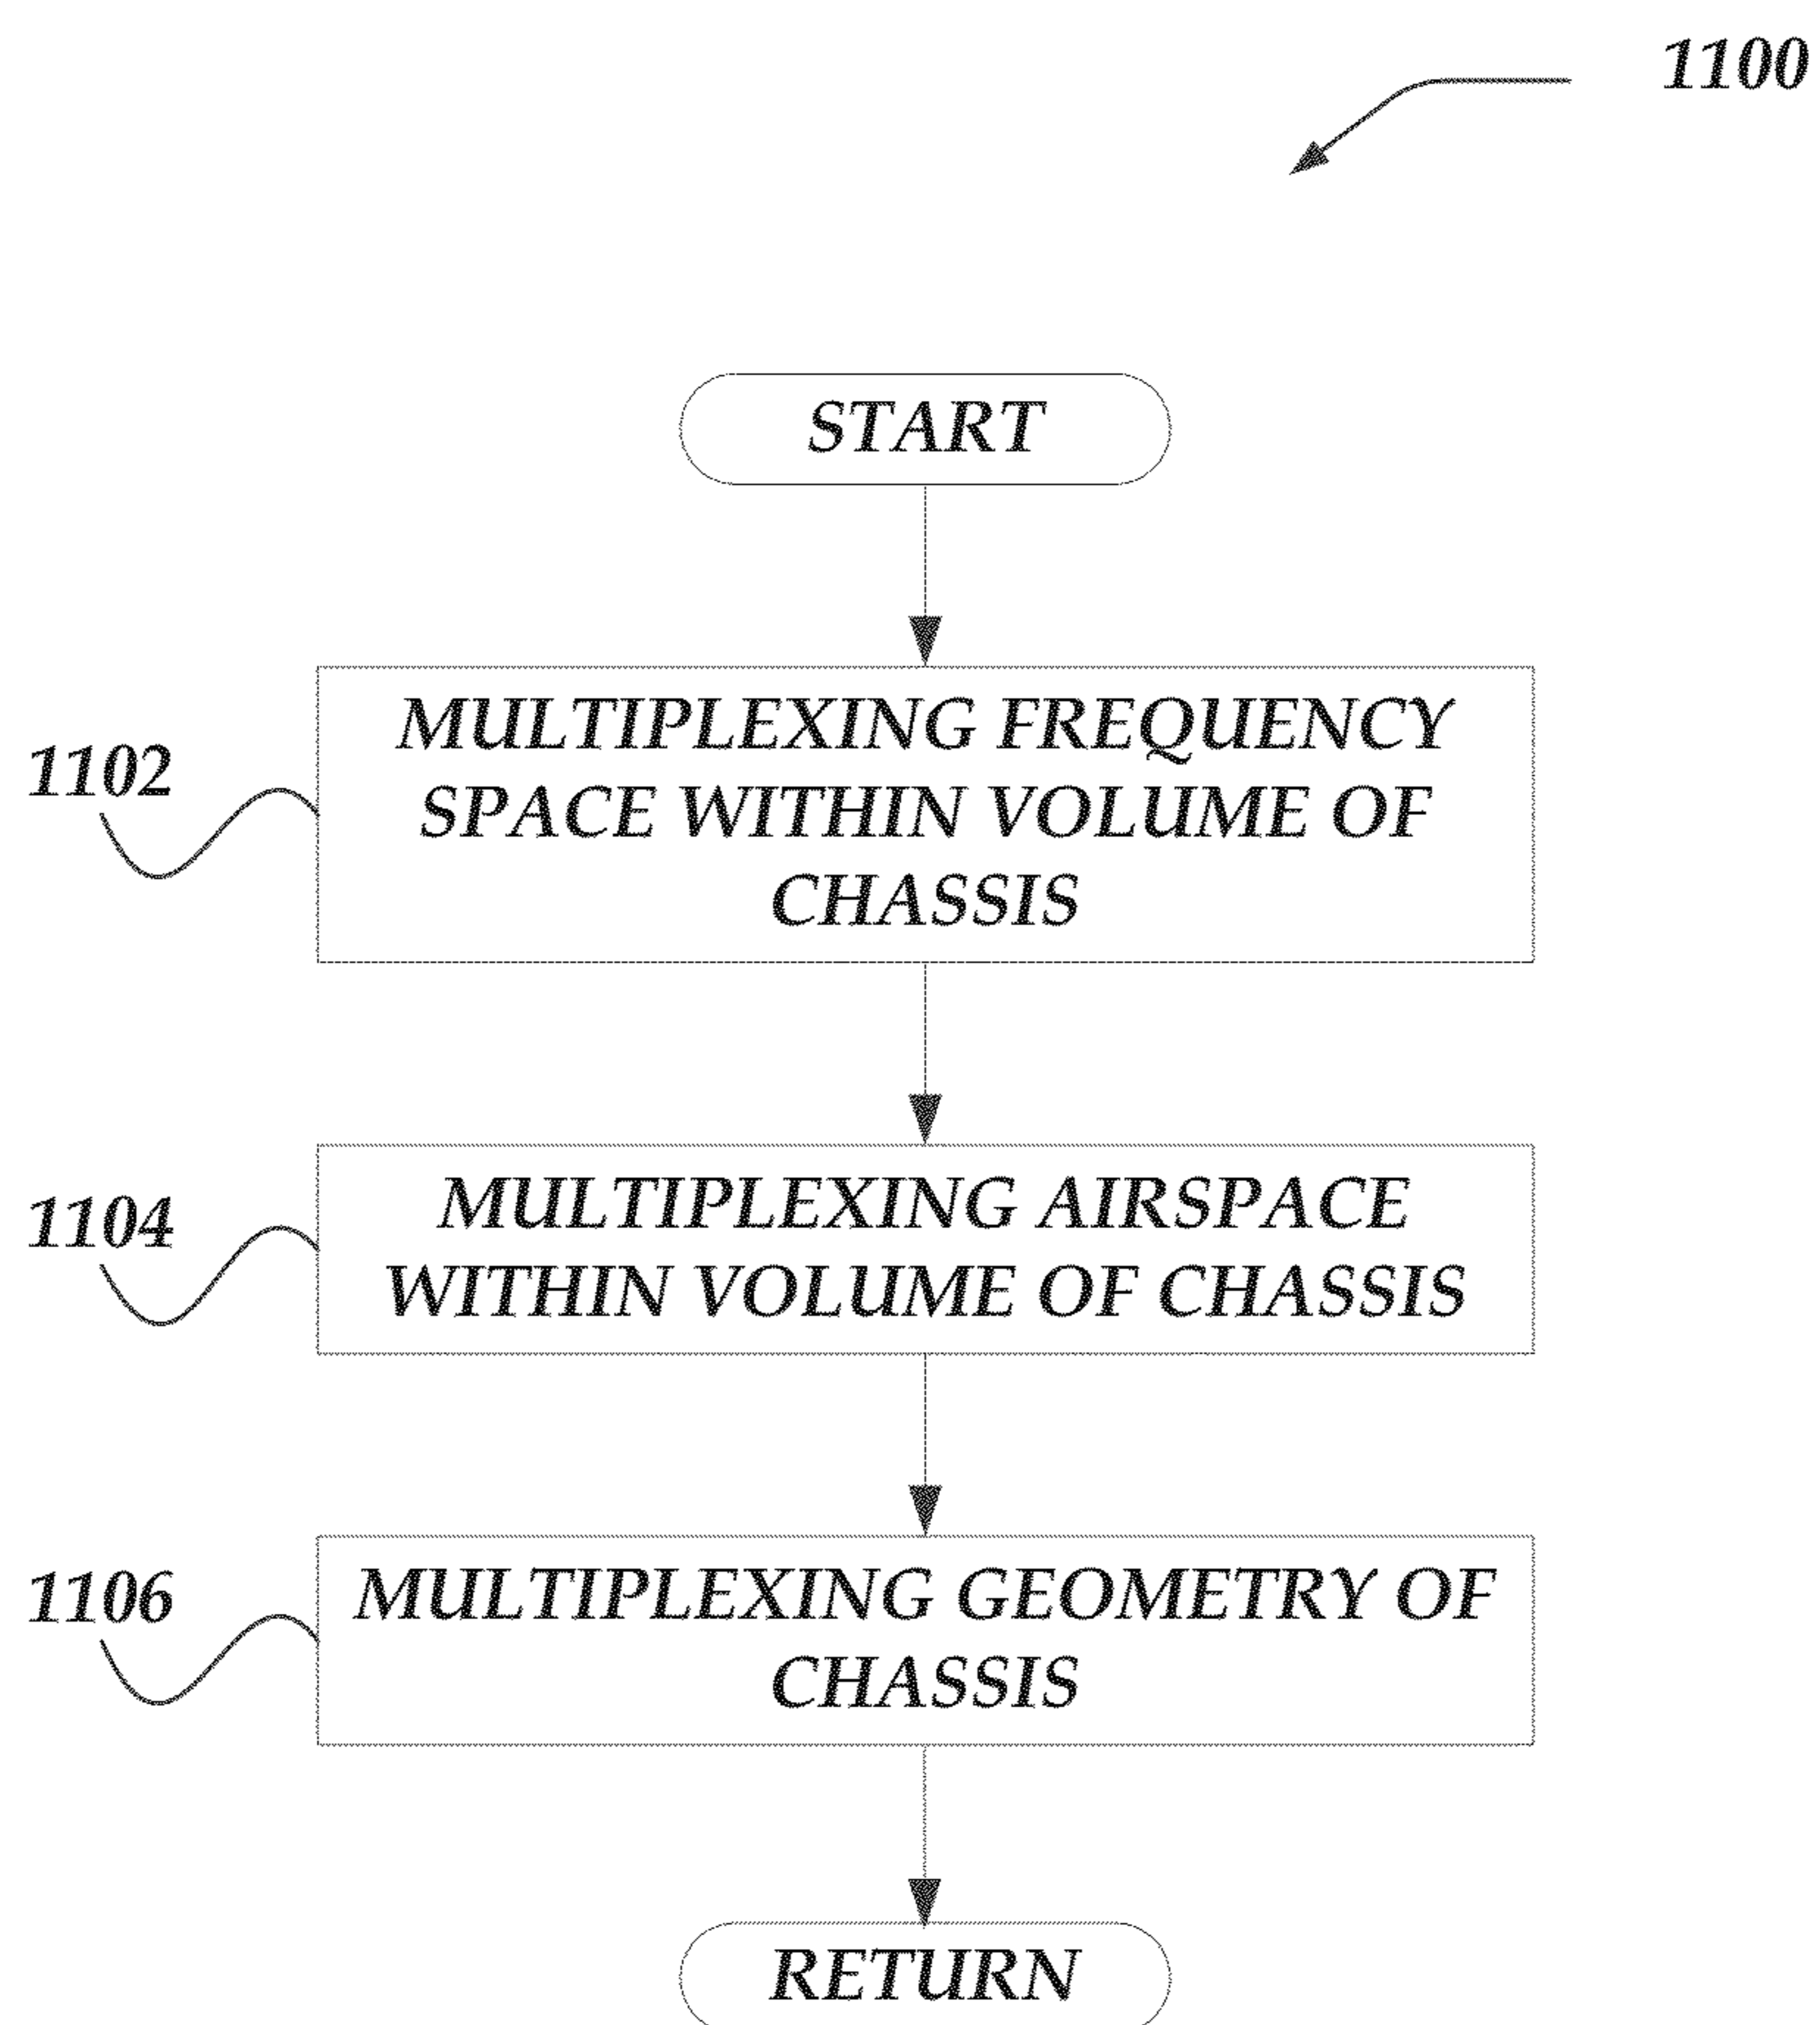 1100
START
1102
MULTIPLEXING FREQUENCY
SPACE WITHIN VOLUME OF
CHASSIS
1104
MULTIPLEXING AIRSPACE
WITHIN VOLUME OF CHASSIS
1106
MULTIPLEXING GEOMETRY OF
CHASSIS
RETURN